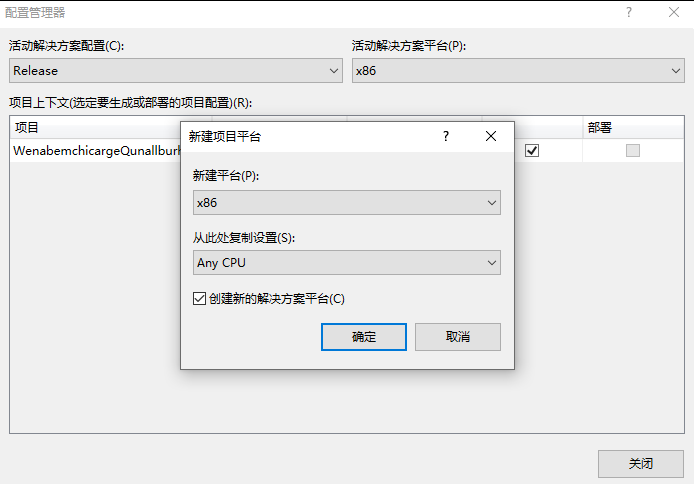 配置管理器
活动解决方案配置(C):
活动解决方案平台(P):
Release
x86
项目上下文(选定要生成或部署的项目配置)(R):
项目
部署
WenabemchicargeQunallburh
新建项目平台
新建平台(P):
x86
从此处复制设置(S):
Any CPU
创建新的解决方案平台(C)
确定
取消
关闭